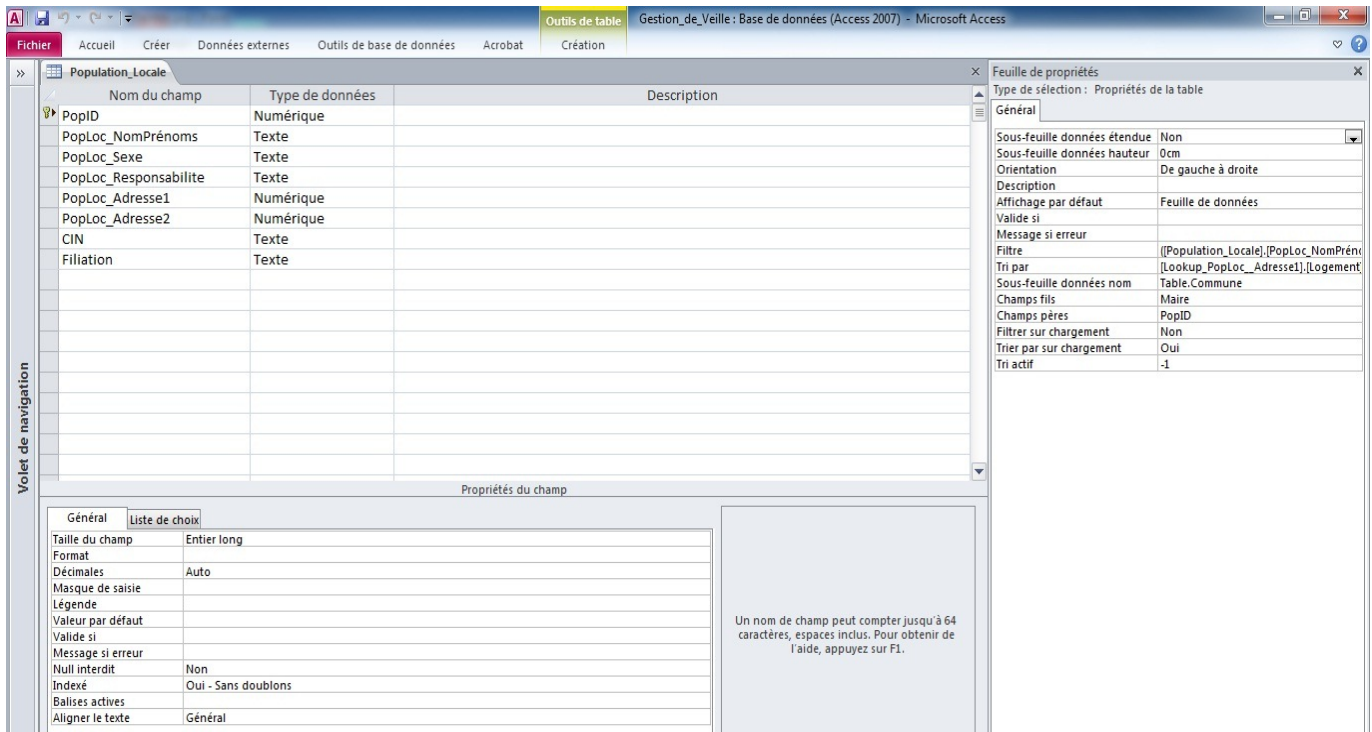 Outils de table Gestion_de_Veille : Base de données (Access 2007) - Microsoft Access
Fichier Accueil Créer Données externes Outils de base de données Acrobat Création
Population_Locale
Nom du champ Type de données Description
PopID Numérique
PopLoc_NomPrénoms Texte
PopLoc_Sexe Texte
PopLoc_Responsabilite Texte
PopLoc_Adresse1 Numérique
PopLoc_Adresse2 Numérique
CIN Texte
Filiation Texte
Volet de navigation
Propriétés du champ
Général Liste de choix
Taille du champ Entier long
Format
Décimales Auto
Masque de saisie
Légende
Valeur par défaut
Valide si
Message si erreur
Null interdit Non
Indexé Oui - Sans doublons
Balises actives
Aligner le texte Général
Un nom de champ peut compter jusqu'à 64
caractères, espaces inclus. Pour obtenir de
l'aide, appuyez sur F1.
Feuille de propriétés
Type de sélection : Propriétés de la table
Général
Sous-feuille données étendue Non
Sous-feuille données hauteur 0cm
Orientation De gauche à droite
Description
Affichage par défaut Feuille de données
Valide si
Message si erreur
Filtre ([Population_Locale].[PopLoc_NomPréno
Tri par [Lookup_PopLoc__Adresse1].[Logement]
Sous-feuille données nom Table.Commune
Champs fils Maire
Champs pères PopID
Filtrer sur chargement Non
Trier par sur chargement Oui
Tri actif -1